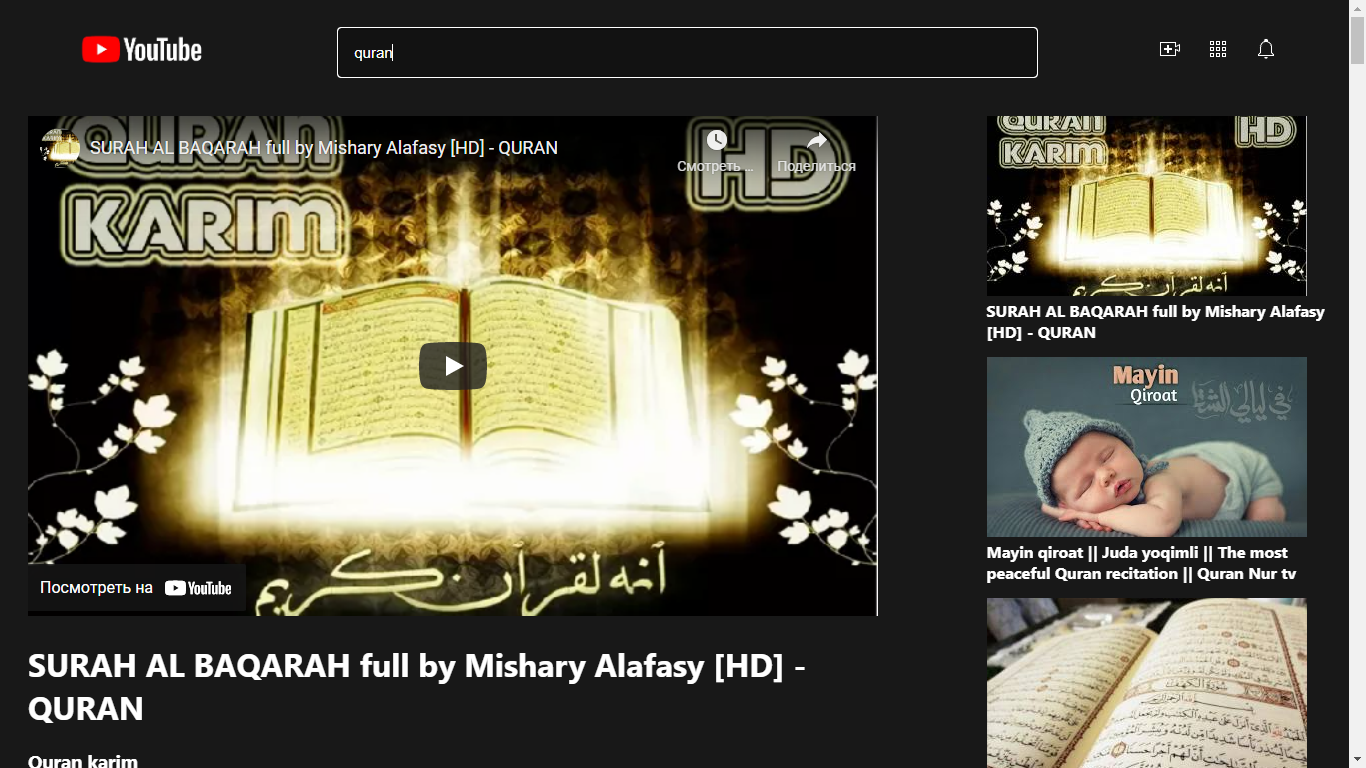 YouTube
quran
QURAN
KARIM
HD
SURAH AL BAQARAH full by Mishary Alafasy [HD] - QURAN
Смотреть ...
Поделиться
أنه لقرآن كريم
Посмотреть на YouTube
SURAH AL BAQARAH full by Mishary Alafasy [HD] -
QURAN
Quran karim
QURAN
KARIM
HD
أنه لقرآن كريم
SURAH AL BAQARAH full by Mishary Alafasy
[HD] - QURAN
Mayin
Qiroat
في ليالي الشتاء
Mayin qiroat || Juda yoqimli || The most
peaceful Quran recitation || Quran Nur tv